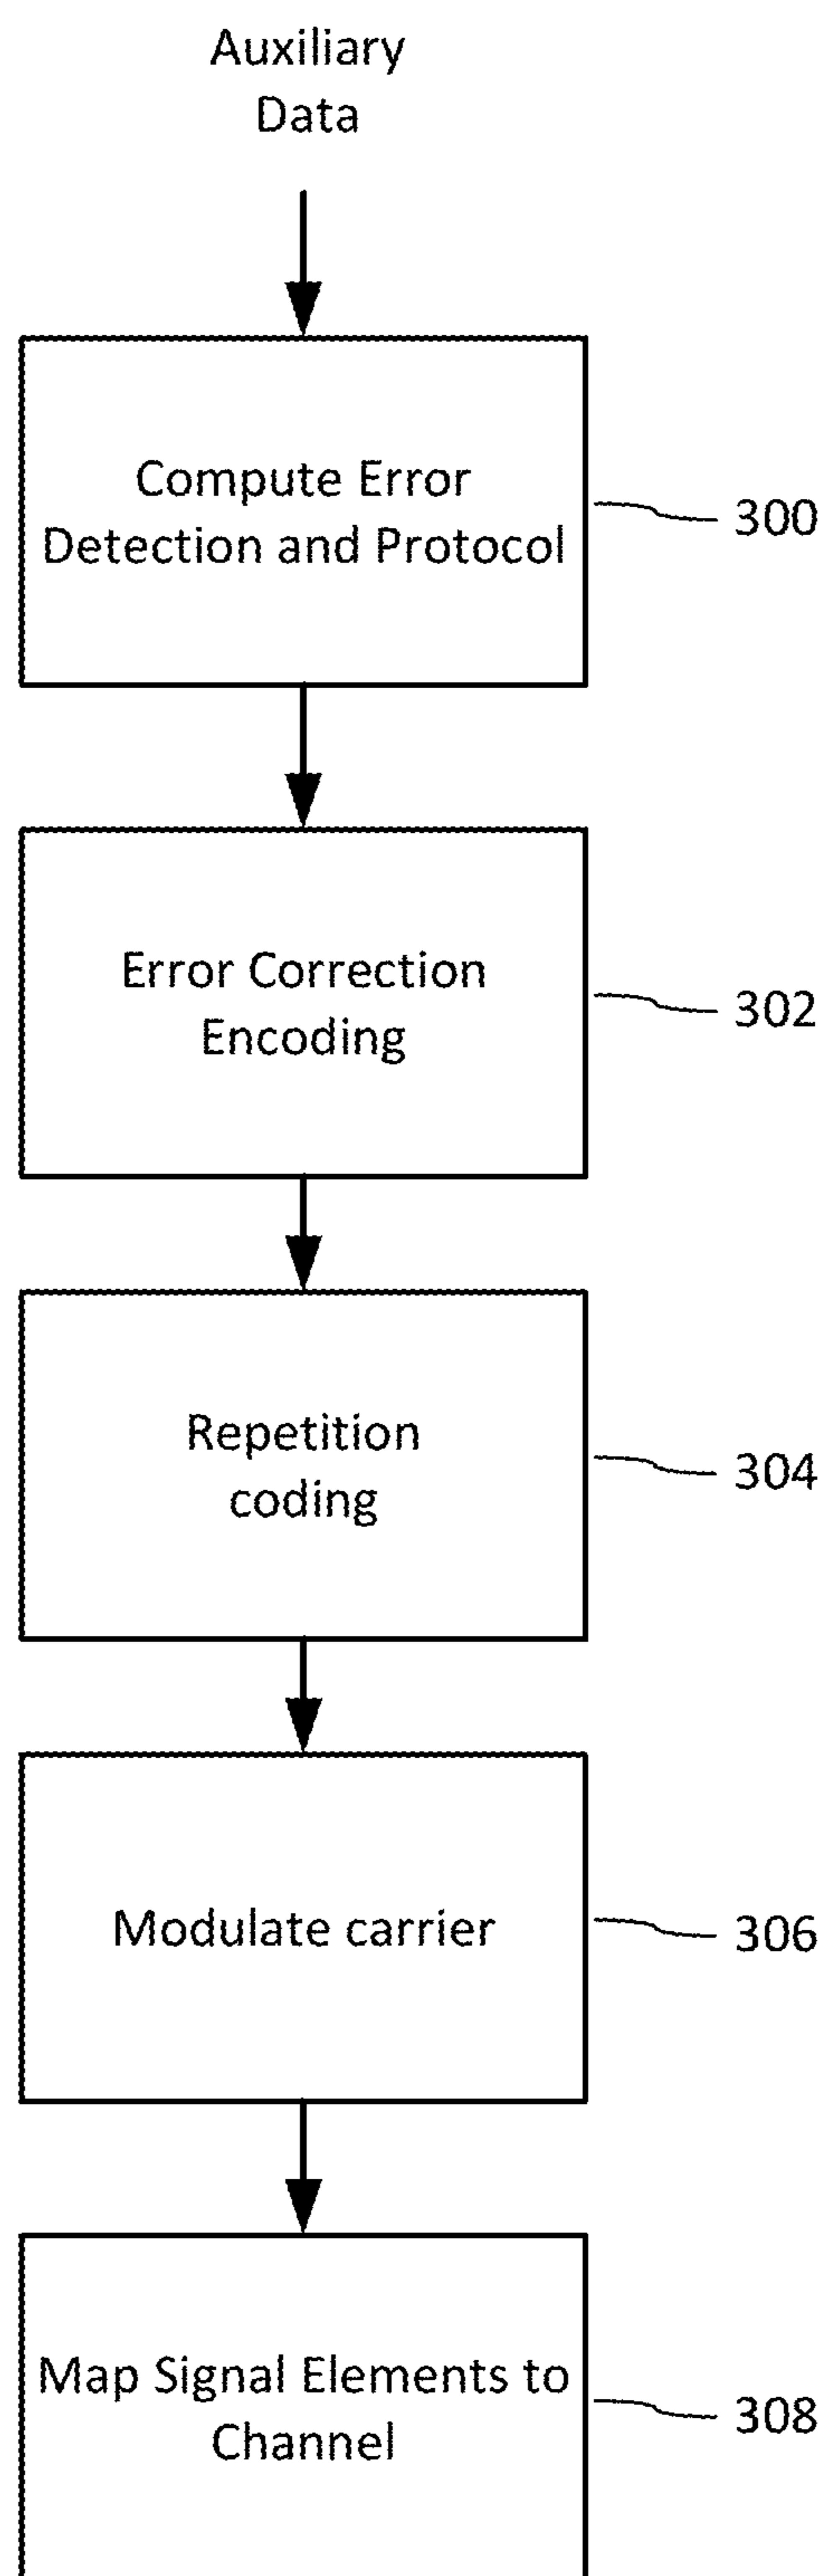 Auxiliary
Data
Compute Error
Detection and Protocol
300
Error Correction
Encoding
302
Repetition
coding
304
Modulate carrier
306
Map Signal Elements to
Channel
308